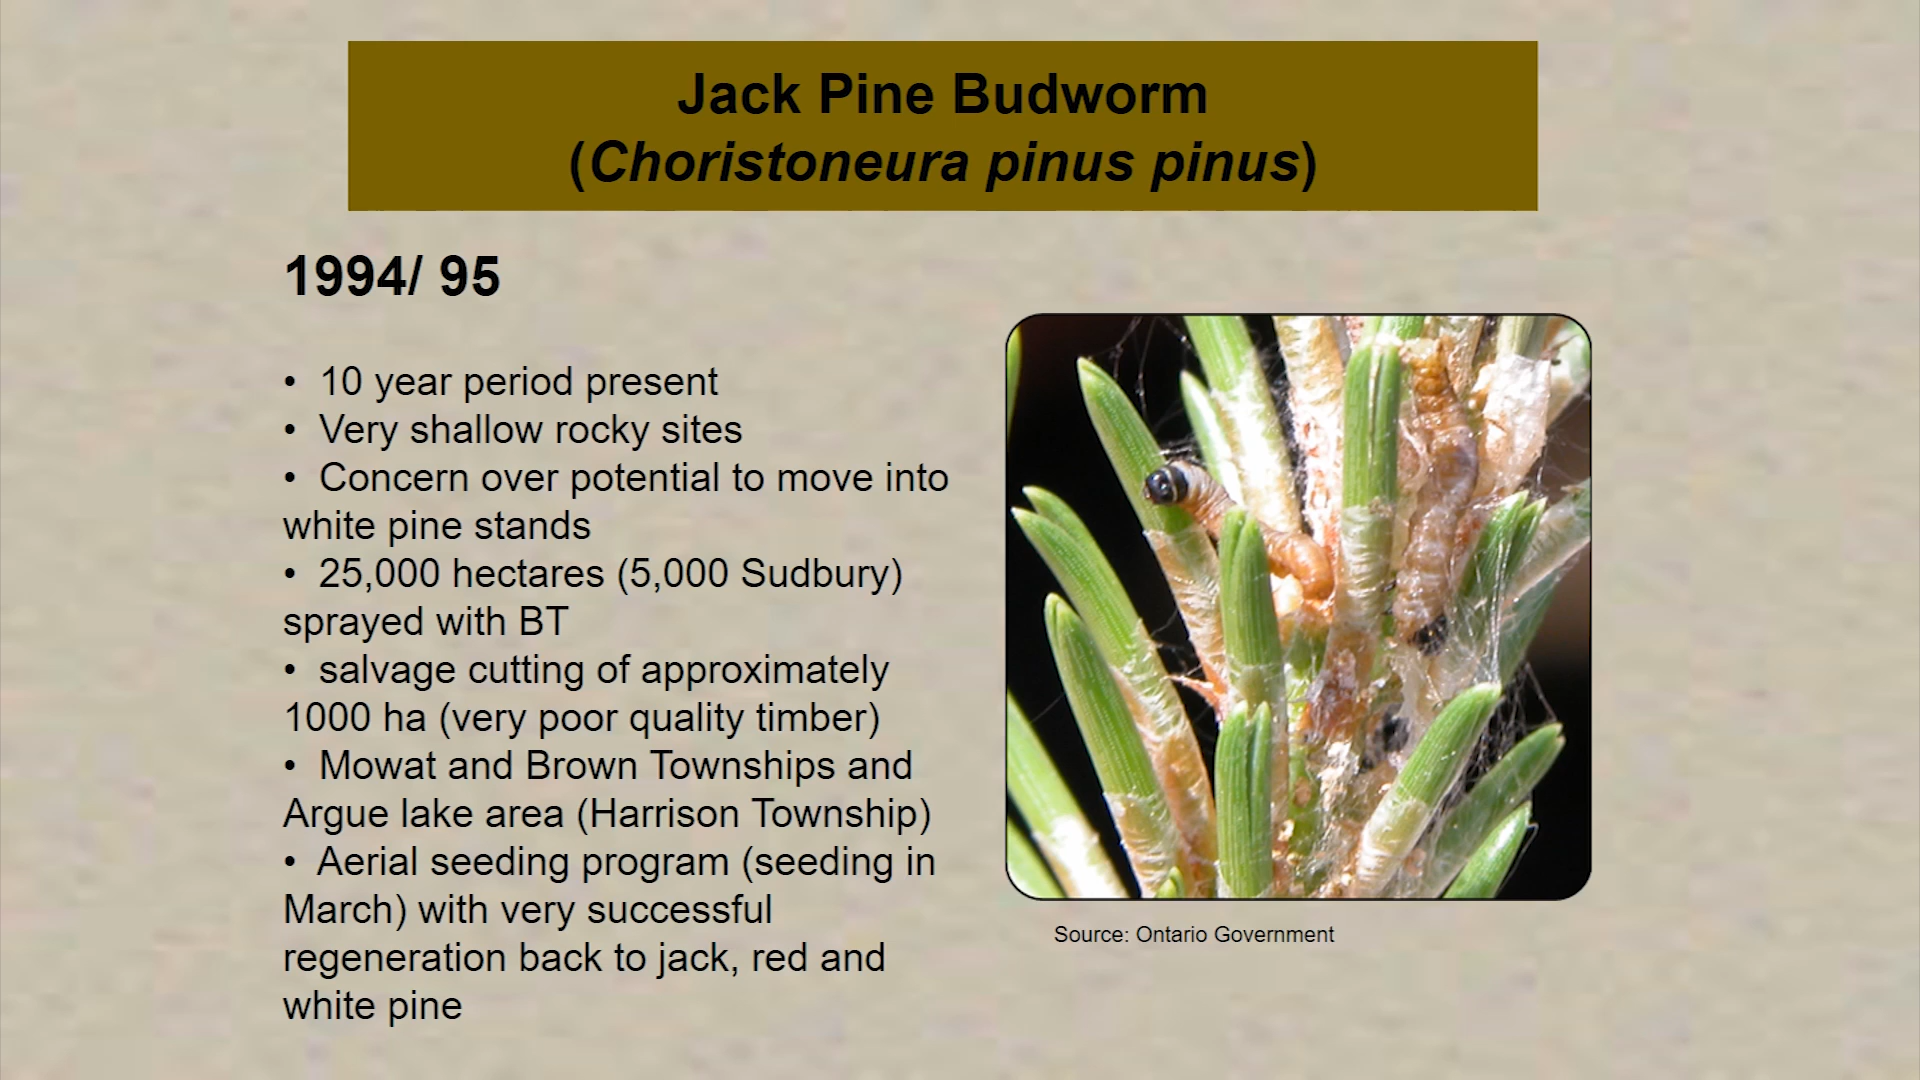 Jack Pine Budworm
(Choristoneura pinus pinus)
1994/ 95
• 10 year period present
• Very shallow rocky sites
• Concern over potential to move into
white pine stands
• 25,000 hectares (5,000 Sudbury)
sprayed with BT
• salvage cutting of approximately
1000 ha (very poor quality timber)
• Mowat and Brown Townships and
Argue lake area (Harrison Township)
• Aerial seeding program (seeding in
March) with very successful
regeneration back to jack, red and
white pine
Source: Ontario Government